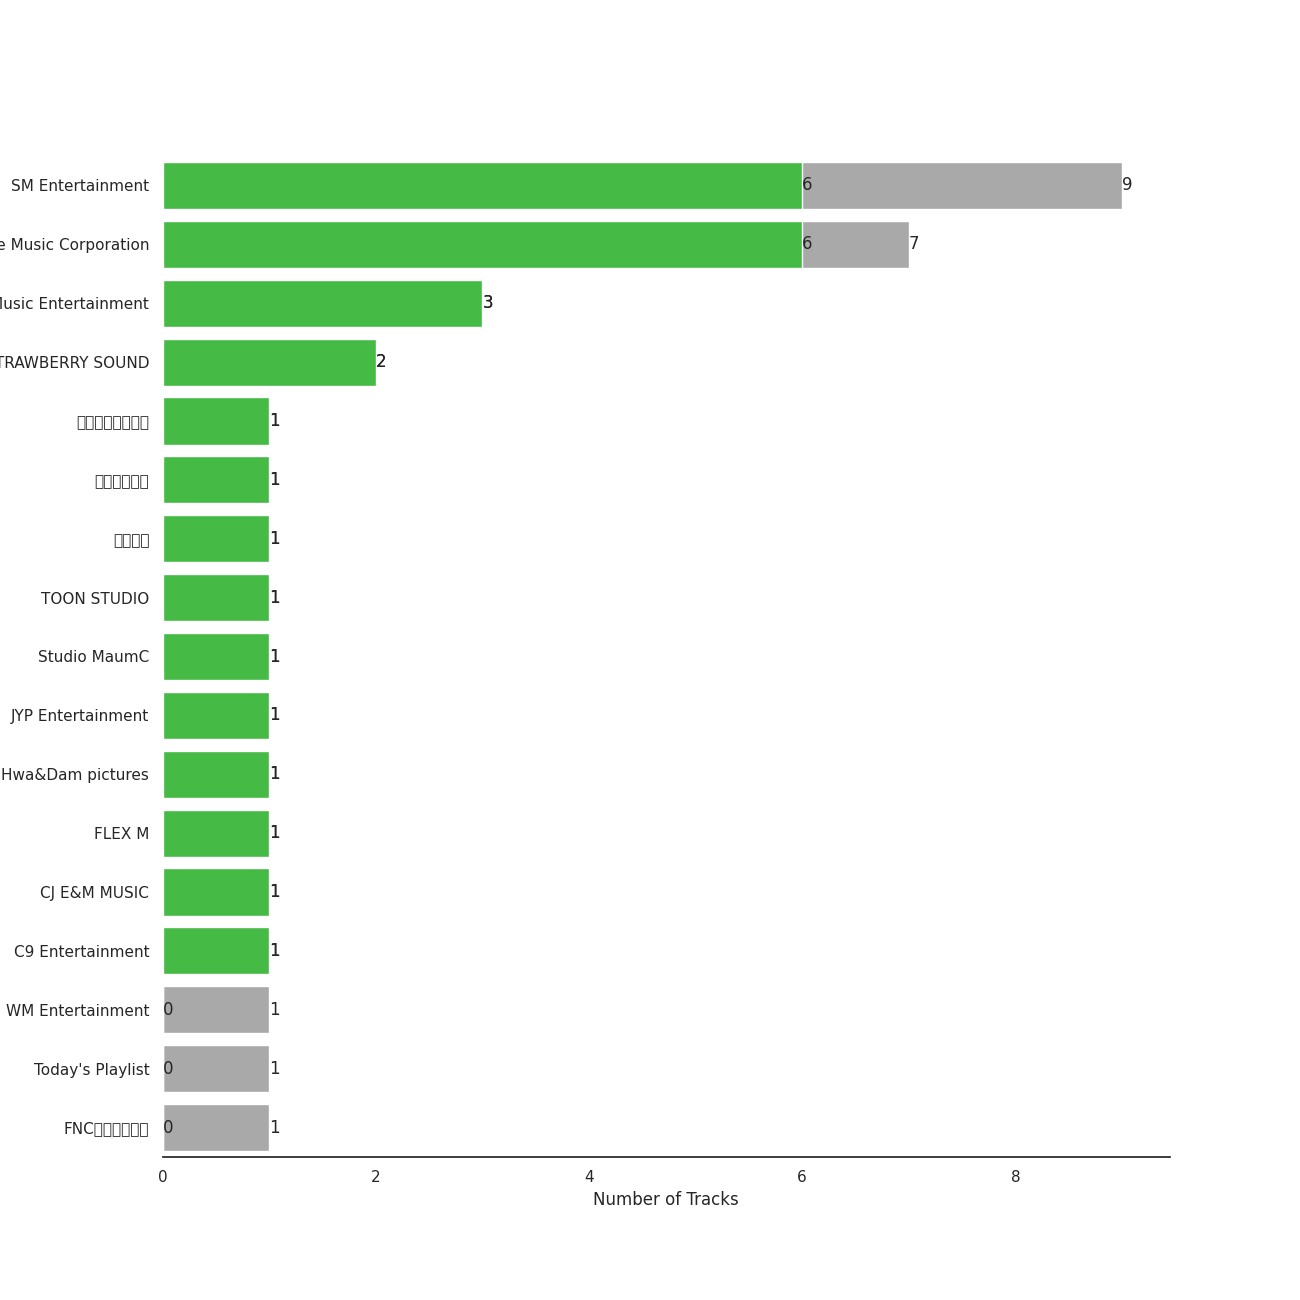 SM Entertainment
6
9
e Music Corporation
6
7
Music Entertainment
3
TRAWBERRY SOUND
2
1
1
1
TOON STUDIO
1
Studio MaumC
1
JYP Entertainment
1
Hwa&Dam pictures
1
FLEX M
1
CJ E&M MUSIC
1
C9 Entertainment
1
WM Entertainment
0
1
Today's Playlist
0
1
FNC
0
1
0
2
4
6
8
Number of Tracks